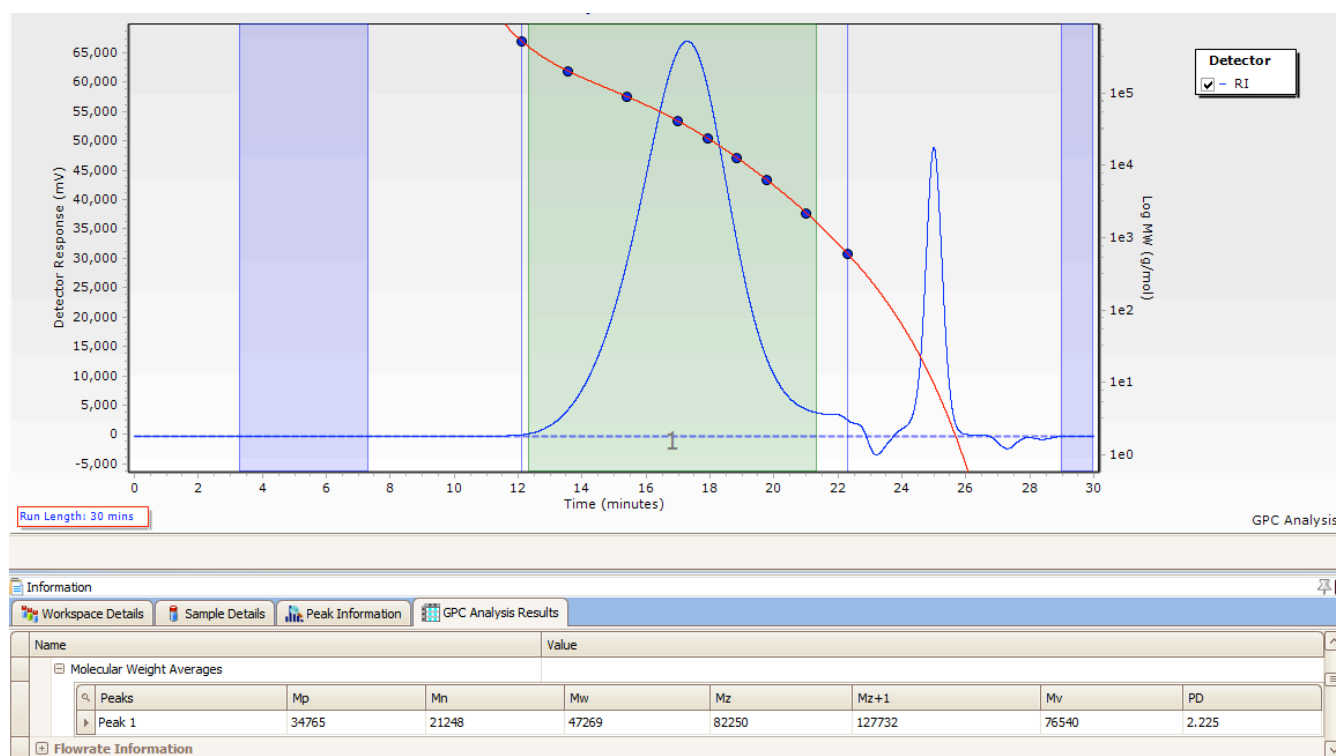 65,000
60,000
55,000
50,000
45,000
40,000
35,000
30,000
25,000
20,000
15,000
10,000
5,000
0
-5,000
Detector Response (mV)
0 2 4 6 8 10 12 14 16 18 20 22 24 26 28 30
Time (minutes)
1
1e5
1e4
1e3
1e2
1e1
1e0
Log MW (g/mol)
Detector
RI
Run Length: 30 mins
GPC Analysis
Information
Workspace Details Sample Details Peak Information GPC Analysis Results
Name Value
Molecular Weight Averages
Peaks Mp Mn Mw Mz Mz+1 Mv PD
Peak 1 34765 21248 47269 82250 127732 76540 2.225
Flowrate Information